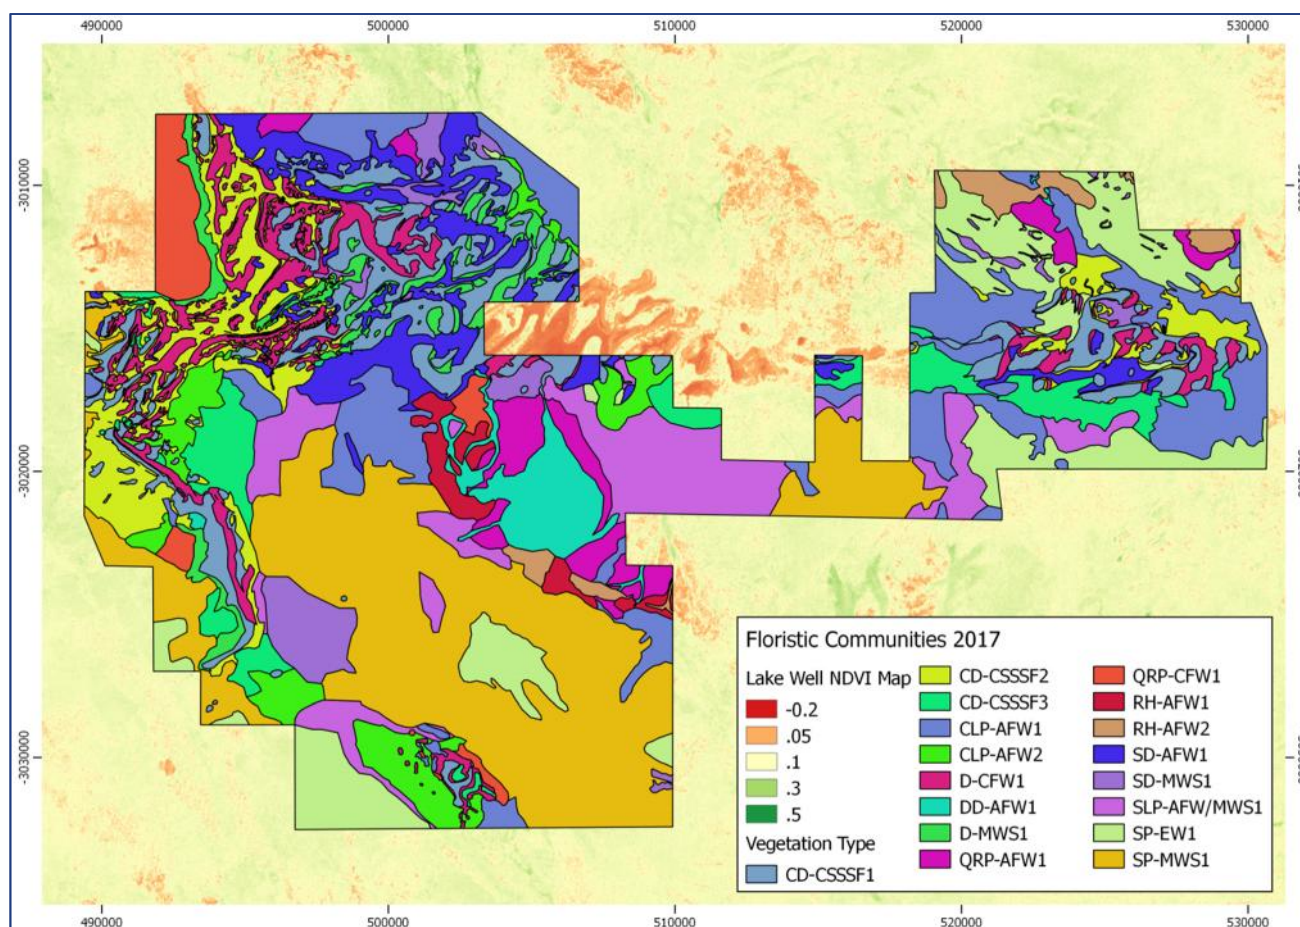 490000 500000 510000 520000 530000
-3010000
-3020000
-3030000
Floristic Communities 2017
Lake Well NDVI Map
-0.2
.05
.1
.3
.5
Vegetation Type
CD-CSSSF1
CD-CSSSF2
CD-CSSSF3
CLP-AFW1
CLP-AFW2
D-CFW1
DD-AFW1
D-MWS1
QRP-AFW1
QRP-CFW1
RH-AFW1
RH-AFW2
SD-AFW1
SD-MWS1
SLP-AFW/MWS1
SP-EW1
SP-MWS1
490000 500000 510000 520000 530000